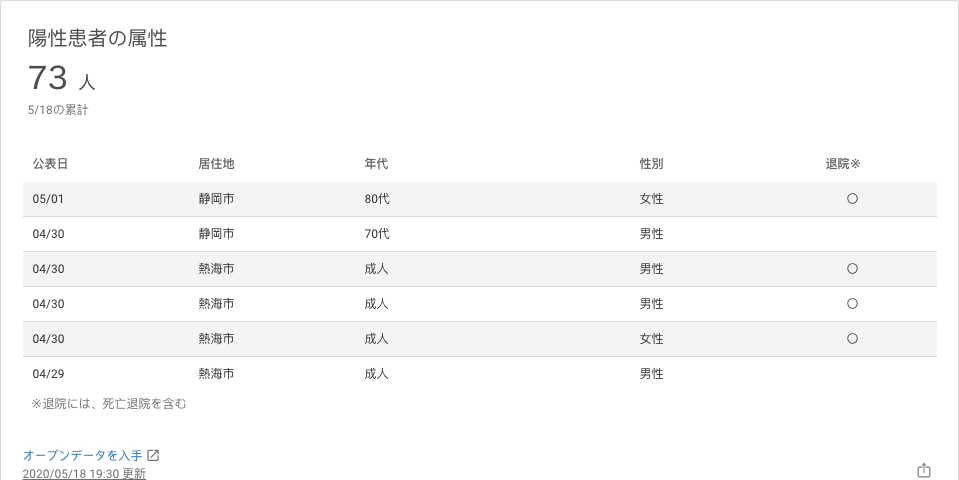 陽性患者の属性
73 人
5/18の累計
公表日 居住地 年代 性別 退院※
05/01 静岡市 80代 女性 ○
04/30 静岡市 70代 男性
04/30 熱海市 成人 男性 ○
04/30 熱海市 成人 男性 ○
04/30 熱海市 成人 女性 ○
04/29 熱海市 成人 男性
※退院には、死亡退院を含む
オープンデータを入手
2020/05/18 19:30 更新